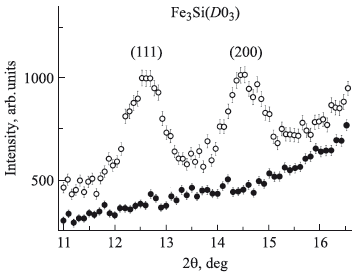 Fe₃Si(D0₃)
(111) (200)
Intensity, arb. units
1000
500
11 12 13 14 15 16
2θ, deg